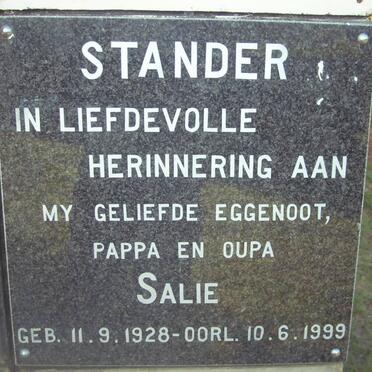 STANDER
IN LIEFDEVOLLE
HERINNERING AAN
MY GELIEFDE EGGENOOT,
PAPPA EN OUPA
SALIE
GEB. 11.9.1928-OORL. 10.6.1999